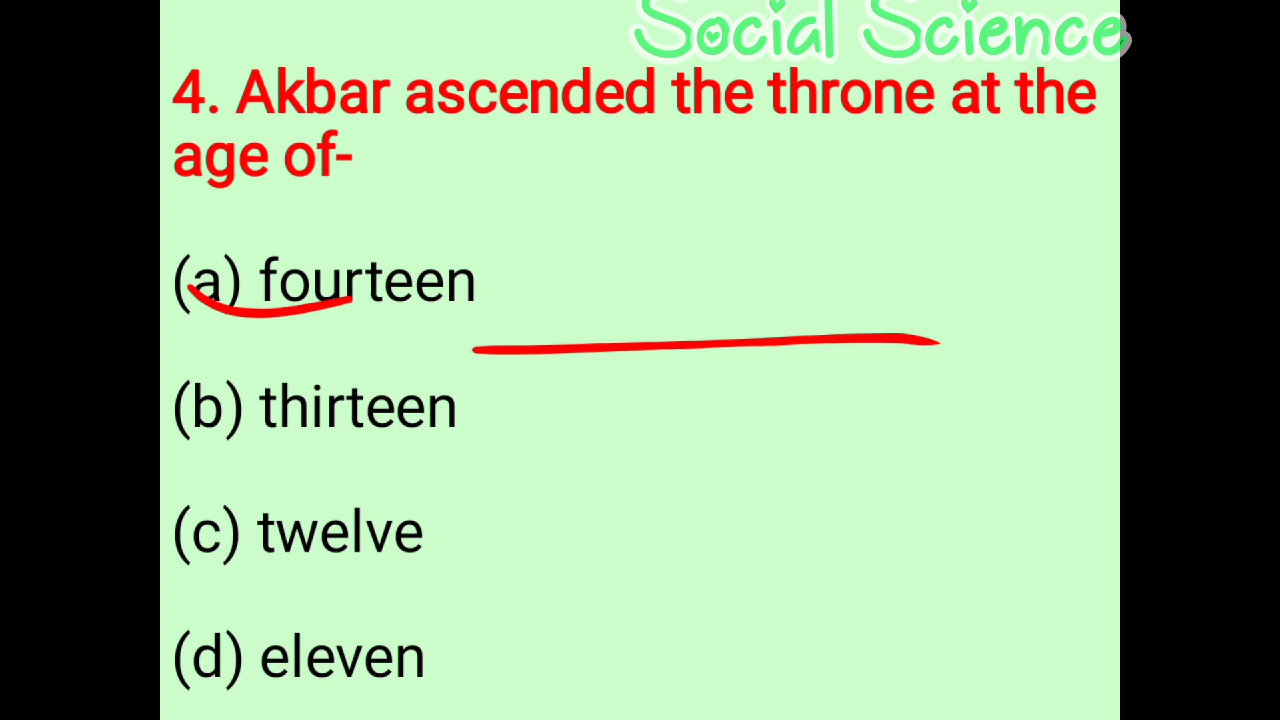 Social Science
4. Akbar ascended the throne at the
age of-
(a) fourteen
(b) thirteen
(c) twelve
(d) eleven